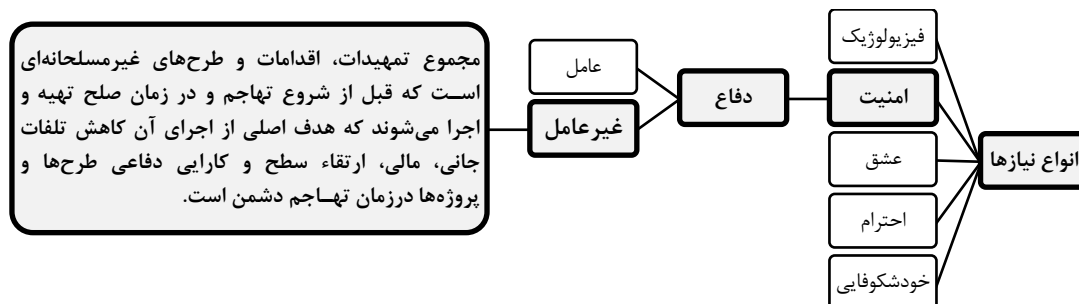 انواع نیازها
فیزیولوژیک
امنیت
عشق
احترام
خودشکوفایی
دفاع
عامل
غیرعامل
مجموع تمهیدات، اقدامات و طرح‌های غیرمسلحانه‌ای
است که قبل از شروع تهاجم و در زمان صلح تهیه و
اجرا می‌شوند که هدف اصلی از اجرای آن کاهش تلفات
جانی، مالی، ارتقاء سطح و کارایی دفاعی طرح‌ها و
پروژه‌ها درزمان تهـاجم دشمن است.